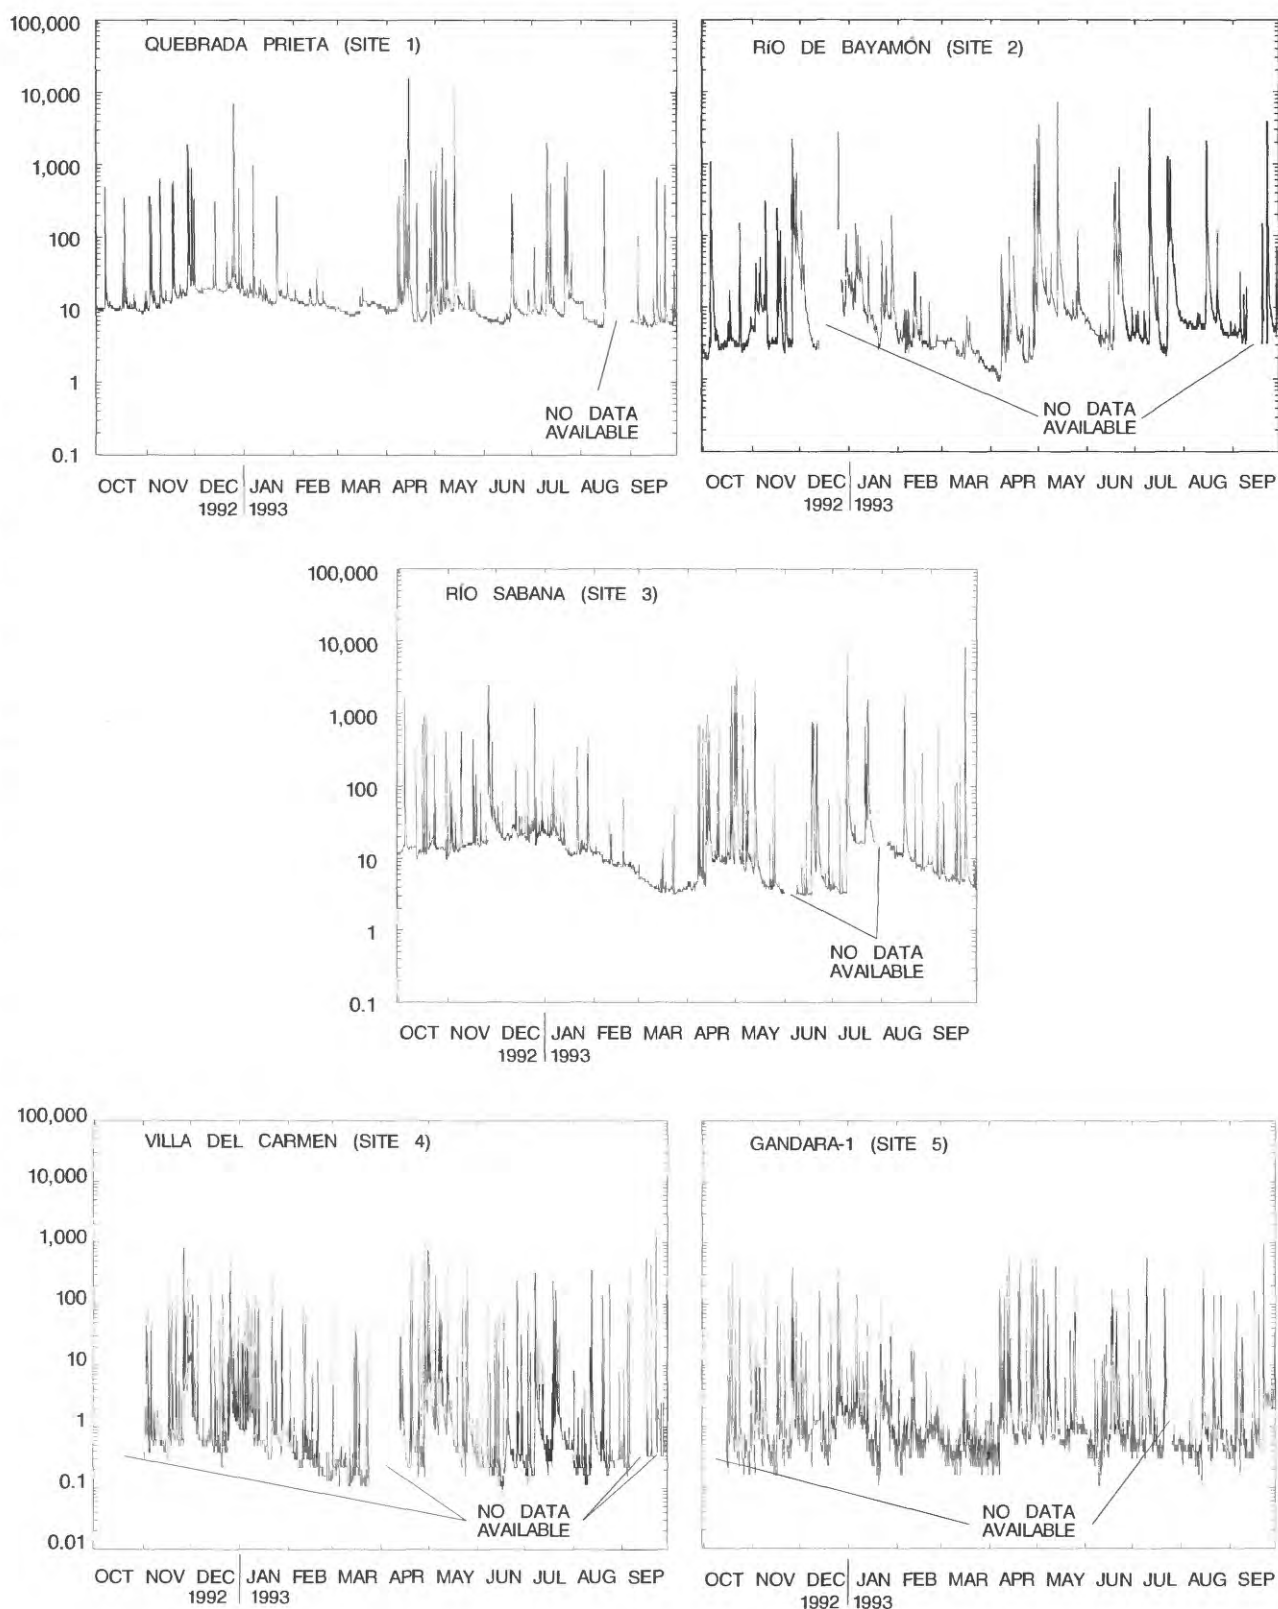 100,000
10,000
1,000
100
10
1
0.1
QUEBRADA PRIETA (SITE 1)
NO DATA
AVAILABLE
OCT NOV DEC JAN FEB MAR APR MAY JUN JUL AUG SEP
1992 1993
RíO DE BAYAMÓN (SITE 2)
NO DATA
AVAILABLE
OCT NOV DEC JAN FEB MAR APR MAY JUN JUL AUG SEP
1992 1993
100,000
10,000
1,000
100
10
1
0.1
RÍO SABANA (SITE 3)
NO DATA
AVAILABLE
OCT NOV DEC JAN FEB MAR APR MAY JUN JUL AUG SEP
1992 1993
100,000
10,000
1,000
100
10
1
0.1
0.01
VILLA DEL CARMEN (SITE 4)
NO DATA
AVAILABLE
OCT NOV DEC JAN FEB MAR APR MAY JUN JUL AUG SEP
1992 1993
GANDARA-1 (SITE 5)
NO DATA
AVAILABLE
OCT NOV DEC JAN FEB MAR APR MAY JUN JUL AUG SEP
1992 1993